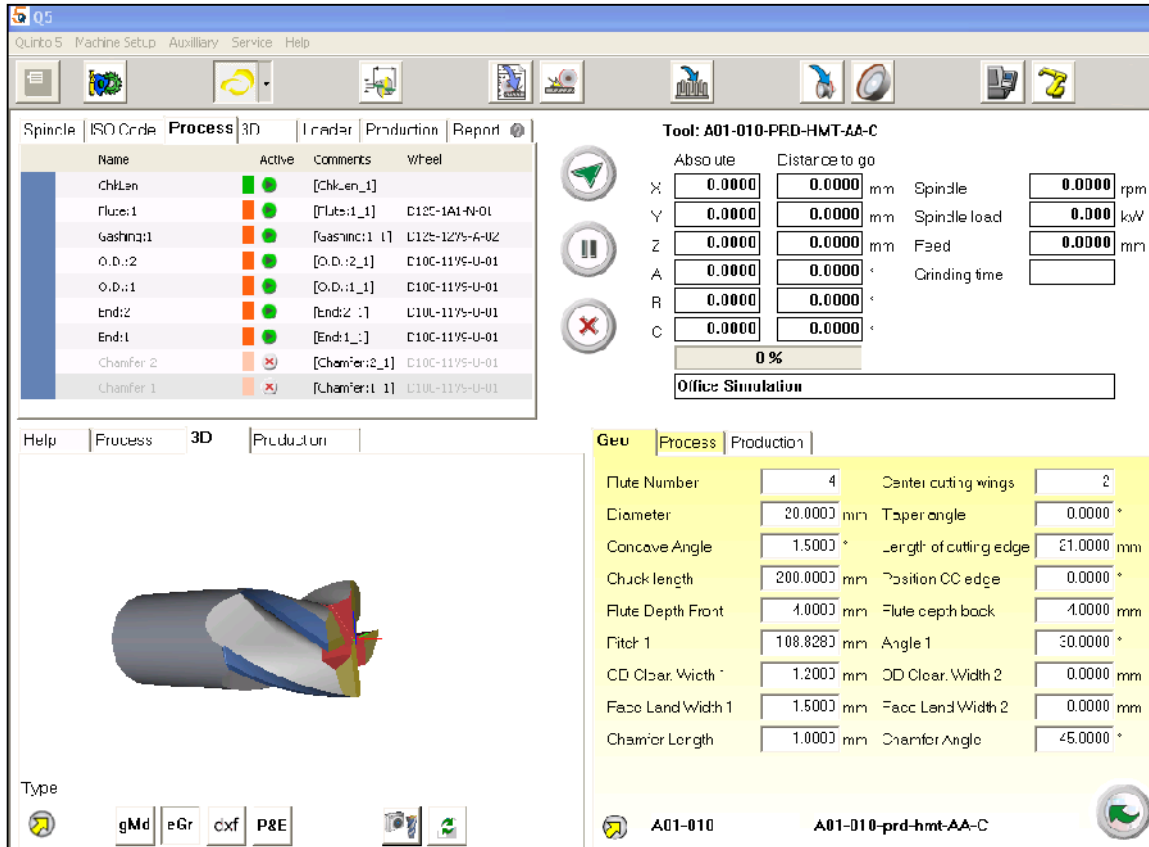 Q5
Quinto 5 Machine Setup Auxilliary Service Help
Spindle ISO Code Process 3D Loader Production Report
Name Active Comments Wheel
ChkLen [ChkLen_1]
Flute:1 [Flute:1_1] D125-1A1-N-01
Gashing:1 [Gashing:1_1] D125-12V9-A-02
O.D.:2 [O.D.:2_1] D100-11V9-U-01
O.D.:1 [O.D.:1_1] D100-11V9-U-01
End:2 [End:2_1] D100-11V9-U-01
End:1 [End:1_1] D100-11V9-U-01
Chamfer 2 [Chamfer:2_1] D100-11V9-U-01
Chamfer 1 [Chamfer:1_1] D100-11V9-U-01
Tool: A01-010-PRD-HMT-AA-C
Absolute Distance to go
X 0.0000 0.0000 mm Spindle 0.0000 rpm
Y 0.0000 0.0000 mm Spindle load 0.000 kW
Z 0.0000 0.0000 mm Feed 0.0000 mm
A 0.0000 0.0000 ° Grinding time
B 0.0000 0.0000 °
C 0.0000 0.0000 °
0 %
Office Simulation
Help Process 3D Production
Type
gMd eGr dxf P&E
Geo Process Production
Flute Number 4 Center cutting wings 2
Diameter 20.0000 mm Taper angle 0.0000 °
Concave Angle 1.5000 ° Length of cutting edge 21.0000 mm
Chuck length 200.0000 mm Position CC edge 0.0000 °
Flute Depth Front 4.0000 mm Flute depth back 4.0000 mm
Pitch 1 108.8280 mm Angle 1 30.0000 °
OD Clear. Width 1 1.2000 mm OD Clear. Width 2 0.0000 mm
Face Land Width 1 1.5000 mm Face Land Width 2 0.0000 mm
Chamfer Length 1.0000 mm Chamfer Angle 45.0000 °
A01-010 A01-010-prd-hmt-AA-C